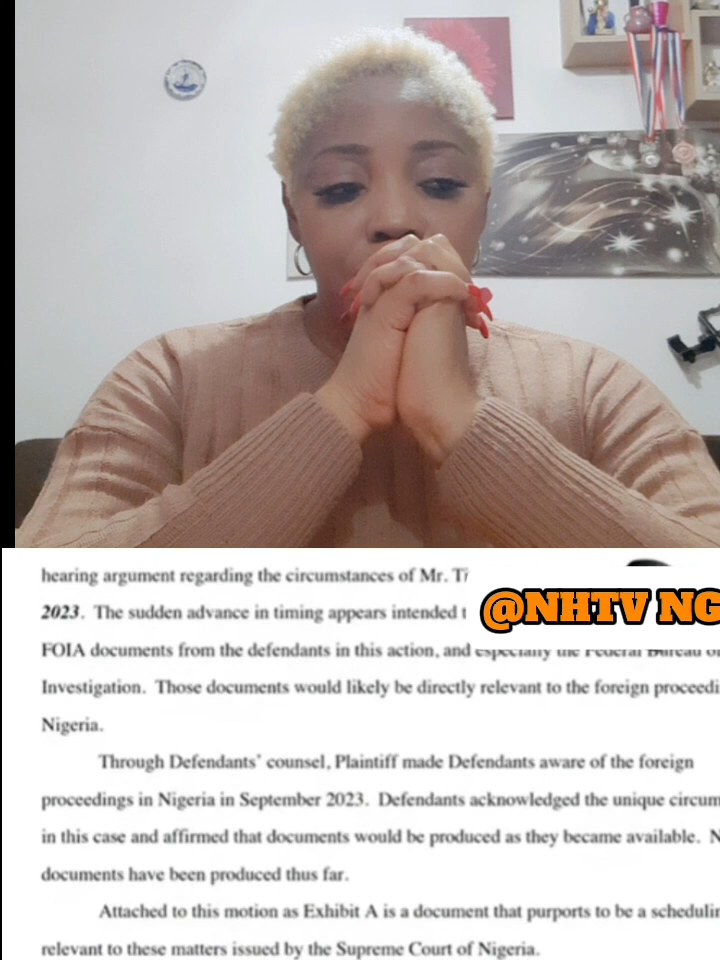 hearing argument regarding the circumstances of Mr.
2023. The sudden advance in timing appears intended
@NHTV NG
FOIA documents from the defendants in this action, and especially the Federal Bureau
Investigation. Those documents would likely be directly relevant to the foreign
Nigeria.
Through Defendants' counsel, Plaintiff made Defendants aware of the foreign
proceedings in Nigeria in September 2023. Defendants acknowledged the unique
in this case and affirmed that documents would be produced as they became available.
documents have been produced thus far.
Attached to this motion as Exhibit A is a document that purports to be a
relevant to these matters issued by the Supreme Court of Nigeria.